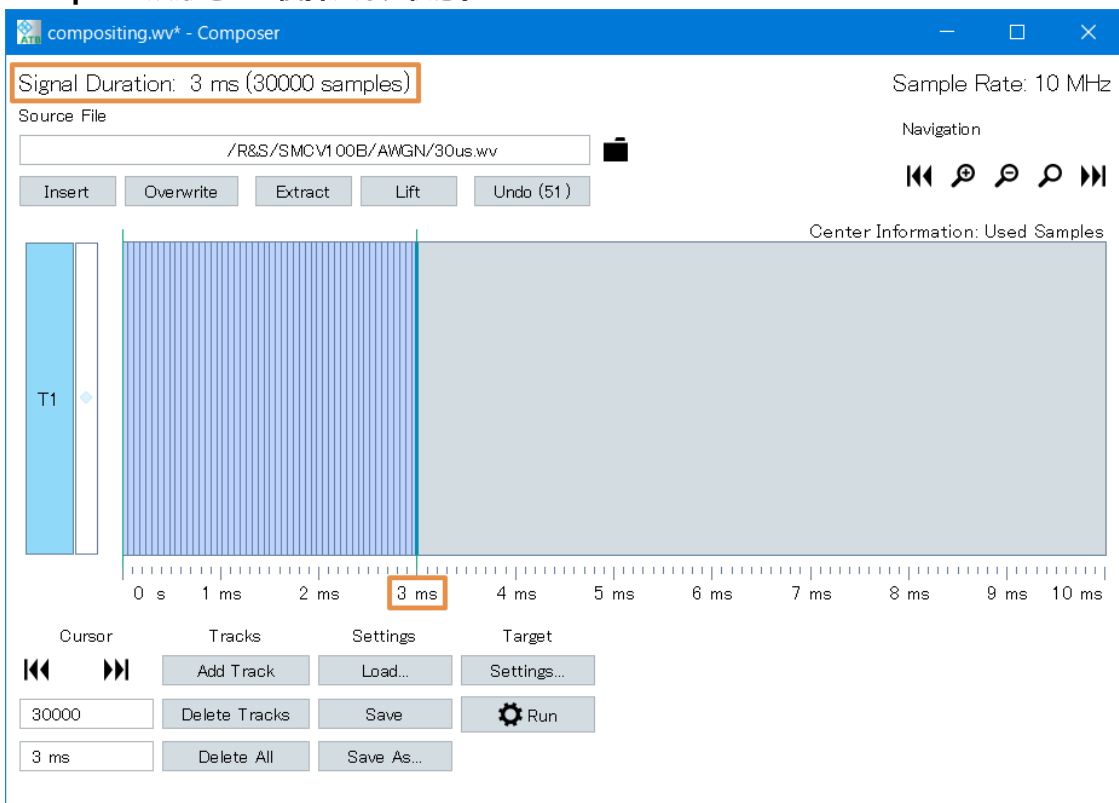 compositing.wv* - Composer
Signal Duration: 3 ms (30000 samples)
Sample Rate: 10 MHz
Source File
Navigation
/R&S/SMCV100B/AWGN/30us.wv
Insert Overwrite Extract Lift Undo (51)
Center Information: Used Samples
T1
0 s 1 ms 2 ms 3 ms 4 ms 5 ms 6 ms 7 ms 8 ms 9 ms 10 ms
Cursor Tracks Settings Target
Add Track Load... Settings...
30000 Delete Tracks Save Run
3 ms Delete All Save As...